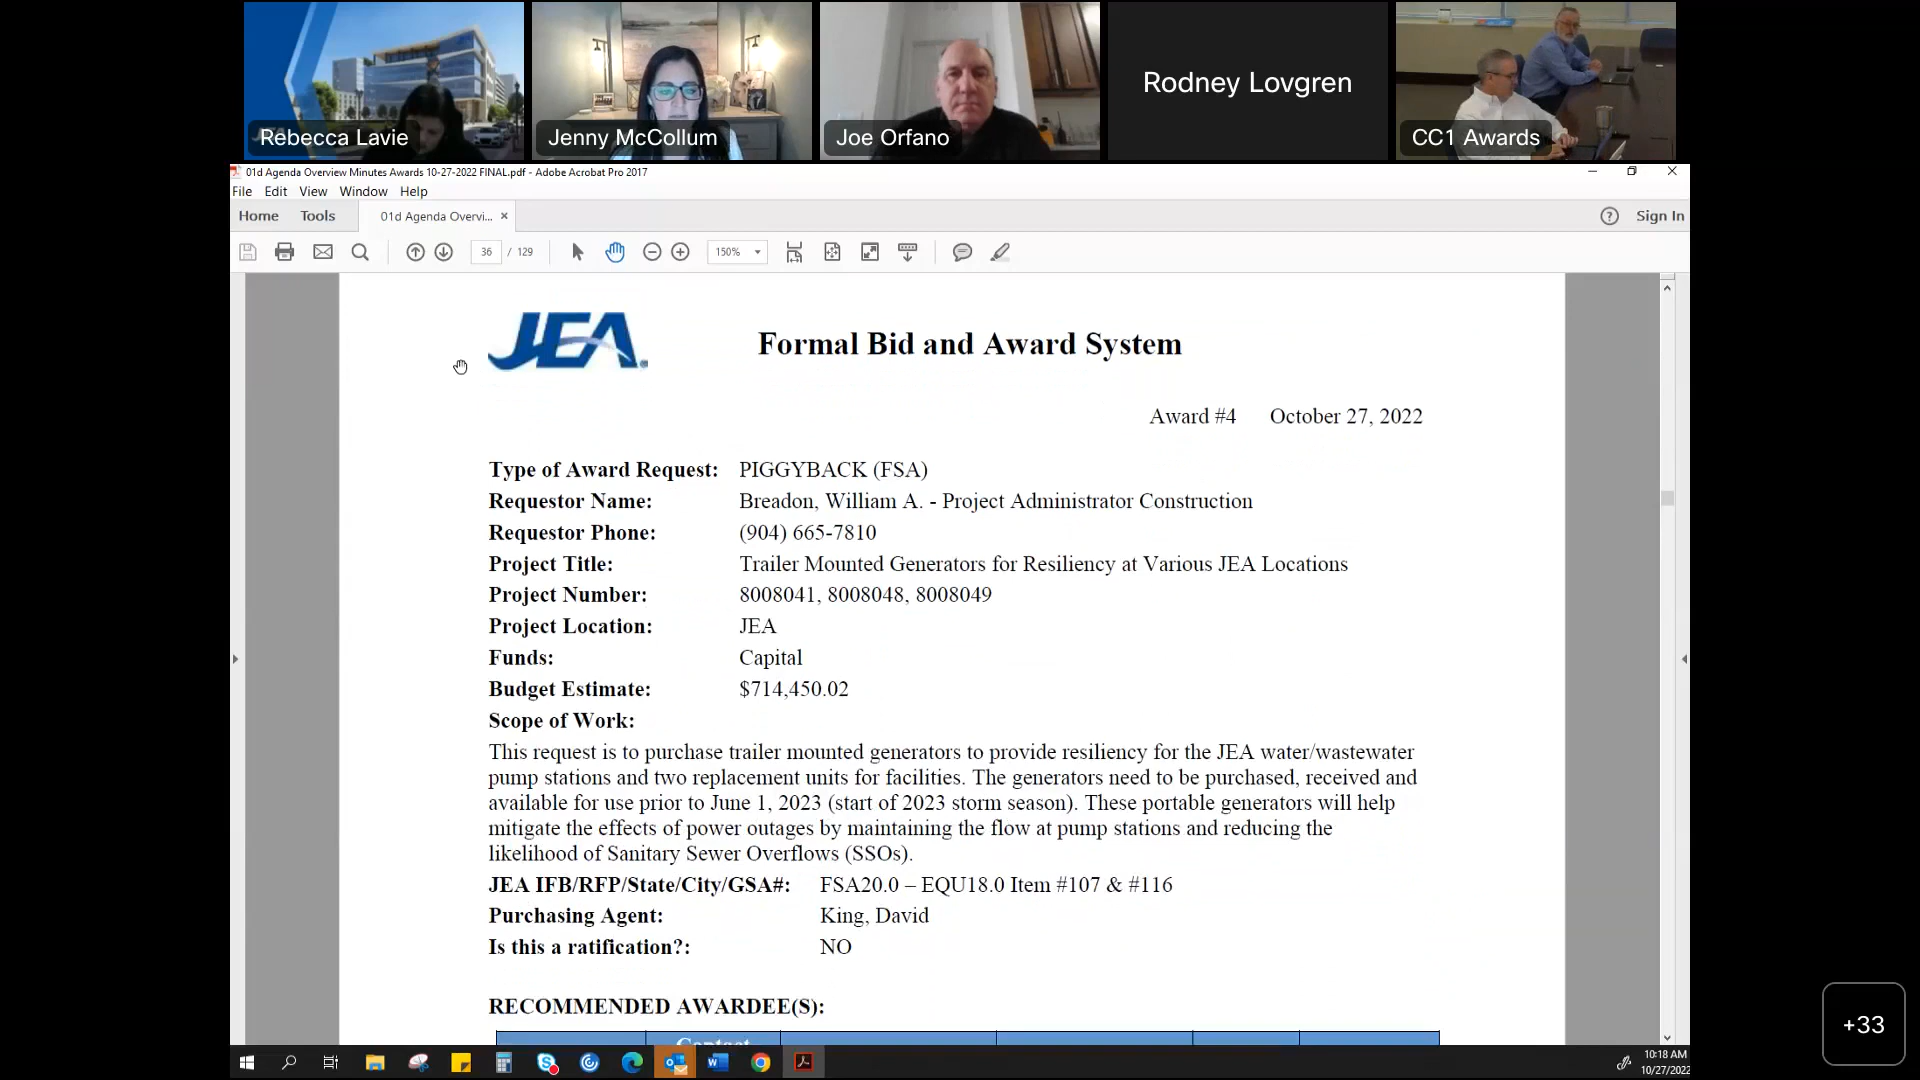 Rebecca Lavie
Jenny McCollum
Joe Orfano
Rodney Lovgren
CC1 Awards
01d Agenda Overview Minutes Awards 10-27-2022 FINAL.pdf - Adobe Acrobat Pro 2017
File Edit View Window Help
Home Tools 01d Agenda Overvi... × Sign In
36 / 129 150%
JEA
Formal Bid and Award System
Award #4 October 27, 2022
Type of Award Request: PIGGYBACK (FSA)
Requestor Name: Breadon, William A. - Project Administrator Construction
Requestor Phone: (904) 665-7810
Project Title: Trailer Mounted Generators for Resiliency at Various JEA Locations
Project Number: 8008041, 8008048, 8008049
Project Location: JEA
Funds: Capital
Budget Estimate: $714,450.02
Scope of Work:
This request is to purchase trailer mounted generators to provide resiliency for the JEA water/wastewater
pump stations and two replacement units for facilities. The generators need to be purchased, received and
available for use prior to June 1, 2023 (start of 2023 storm season). These portable generators will help
mitigate the effects of power outages by maintaining the flow at pump stations and reducing the
likelihood of Sanitary Sewer Overflows (SSOs).
JEA IFB/RFP/State/City/GSA#: FSA20.0 – EQU18.0 Item #107 & #116
Purchasing Agent: King, David
Is this a ratification?: NO
RECOMMENDED AWARDEE(S):
Contact
+33
10:18 AM
10/27/2022